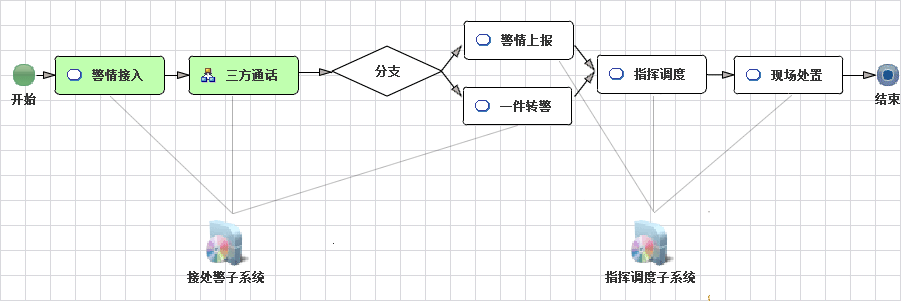 开始
警情接入
三方通话
分支
警情上报
一件转警
指挥调度
现场处置
结束
接处警子系统
指挥调度子系统